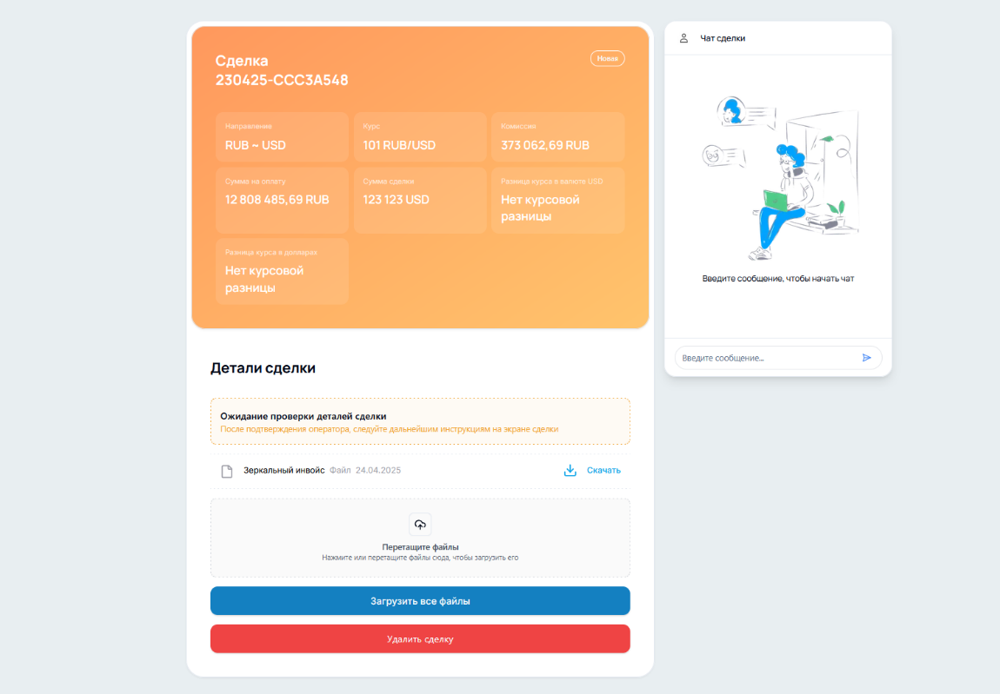 Сделка
230425-CCC3A548
Новая
Направление
RUB ~ USD
Курс
101 RUB/USD
Комиссия
373 062,69 RUB
Сумма на оплату
12 808 485,69 RUB
Сумма сделки
123 123 USD
Разница курса в валюте USD
Нет курсовой
разницы
Разница курса в долларах
Нет курсовой
разницы
Детали сделки
Ожидание проверки деталей сделки
После подтверждения оператора, следуйте дальнейшим инструкциям на экране сделки
Зеркальный инвойс Файл 24.04.2025
Скачать
Перетащите файлы
Нажмите или перетащите файлы сюда, чтобы загрузить его
Загрузить все файлы
Удалить сделку
Чат сделки
Введите сообщение, чтобы начать чат
Введите сообщение...